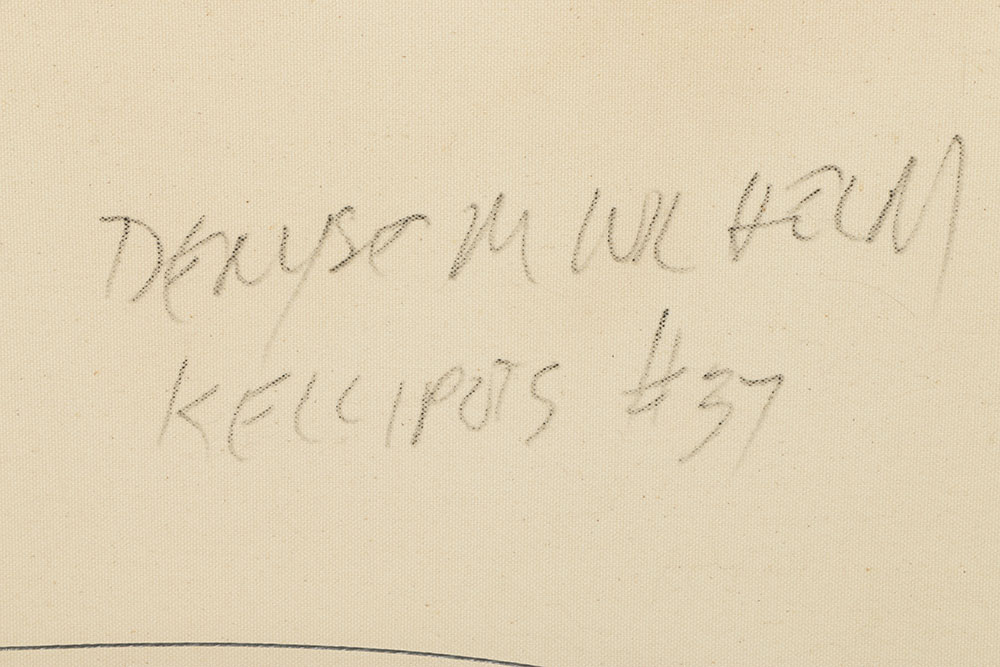 DENYSE M WILHELM
KELLIPOTS #37